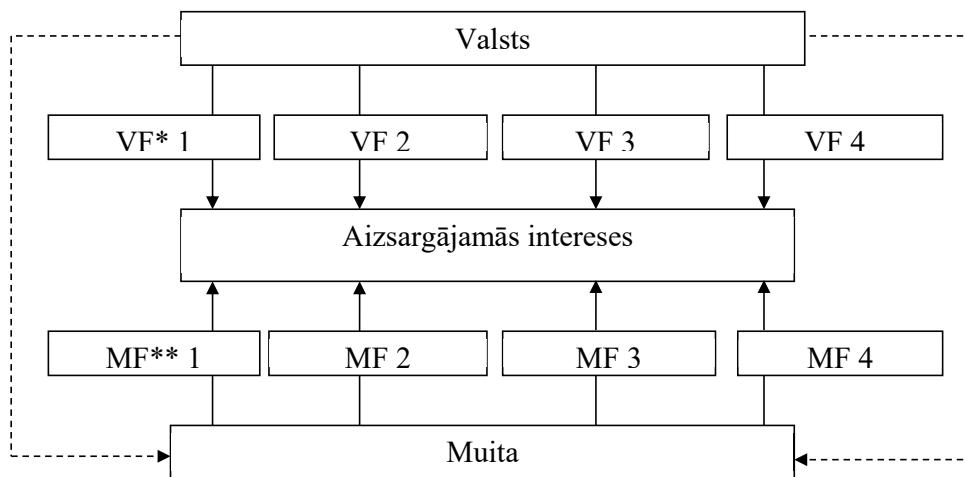 Valsts
VF* 1
VF 2
VF 3
VF 4
Aizsargājamās intereses
MF** 1
MF 2
MF 3
MF 4
Muita